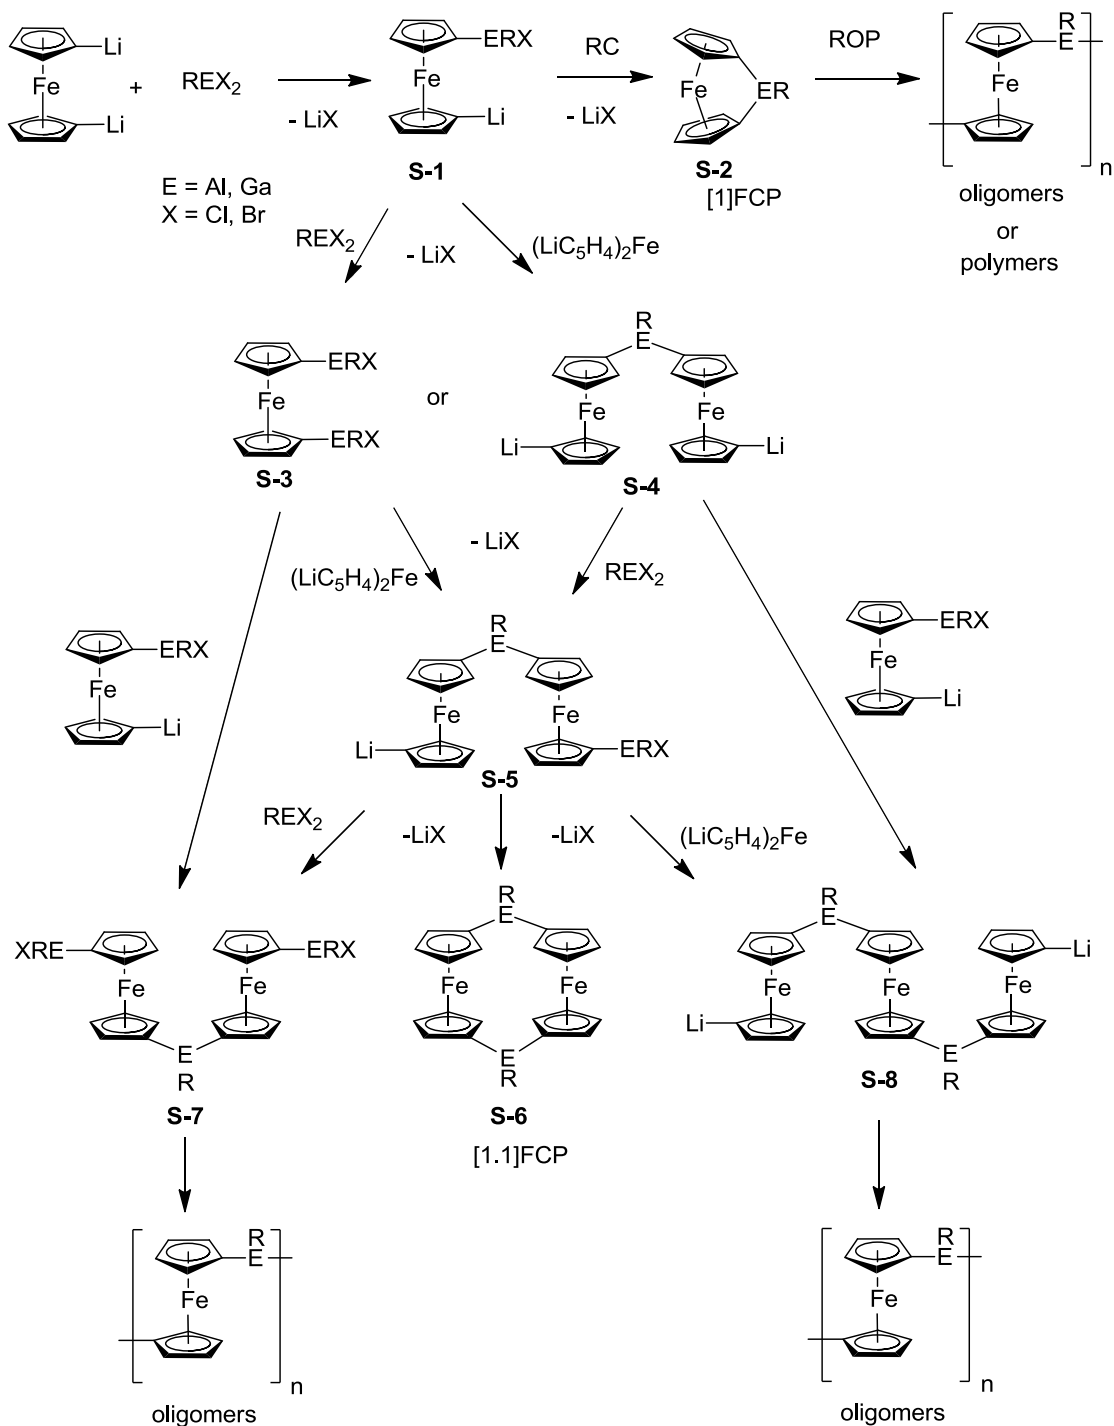 Li
Fe
Li
+
REX2
- LiX
E = Al, Ga
X = Cl, Br
ERX
Fe
Li
S-1
RC
- LiX
Fe
ER
S-2
[1]FCP
ROP
R
E
Fe
n
oligomers
or
polymers
REX2
- LiX
(LiC5H4)2Fe
ERX
Fe
ERX
S-3
or
R
E
Fe
Fe
Li
Li
S-4
(LiC5H4)2Fe
- LiX
REX2
ERX
Fe
Li
R
E
Fe
Fe
Li
ERX
S-5
ERX
Fe
Li
REX2
-LiX
-LiX
(LiC5H4)2Fe
XRE
ERX
Fe
Fe
E
R
S-7
R
E
Fe
Fe
E
R
S-6
[1.1]FCP
R
E
Li
Fe
Fe
Fe
Li
E
R
S-8
R
E
Fe
n
oligomers
R
E
Fe
n
oligomers